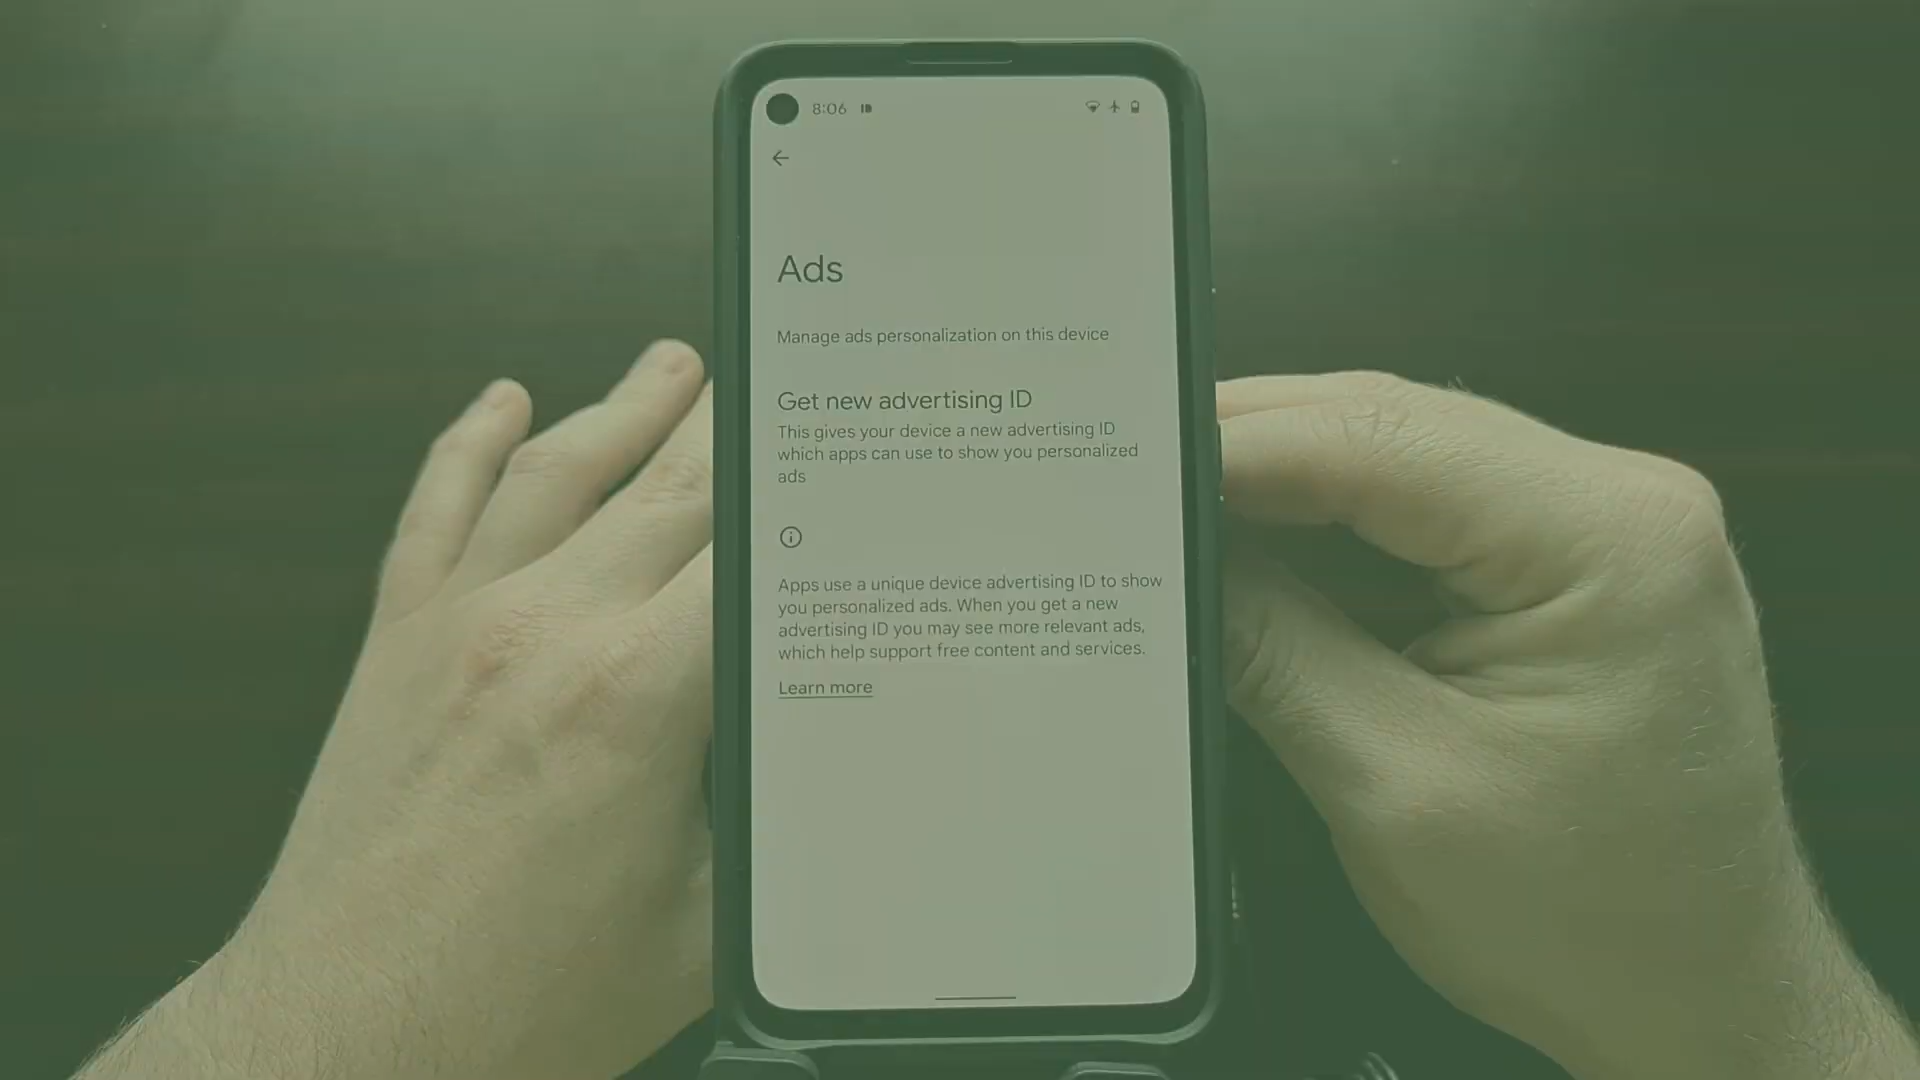 8:06
Ads
Manage ads personalization on this device
Get new advertising ID
This gives your device a new advertising ID
which apps can use to show you personalized
ads
Apps use a unique device advertising ID to show
you personalized ads. When you get a new
advertising ID you may see more relevant ads,
which help support free content and services.
Learn more